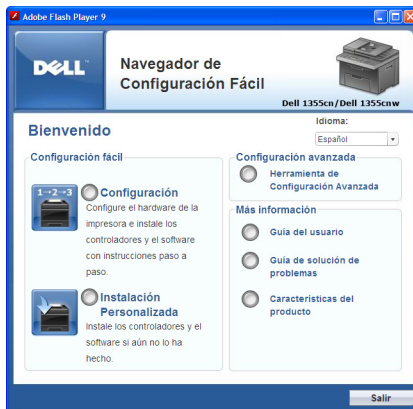 Adobe Flash Player 9
DELL™
Navegador de
Configuración Fácil
Dell 1355cn/Dell 1355cnw
Bienvenido
Idioma:
Español
Configuración fácil
1→2→3
Configuración
Configure el hardware de la
impresora e instale los
controladores y el software
con instrucciones paso a
paso.
Instalación
Personalizada
Instale los controladores y el
software si aún no lo ha
hecho.
Configuración avanzada
Herramienta de
Configuración Avanzada
Más información
Guía del usuario
Guía de solución de
problemas
Características del
producto
Salir